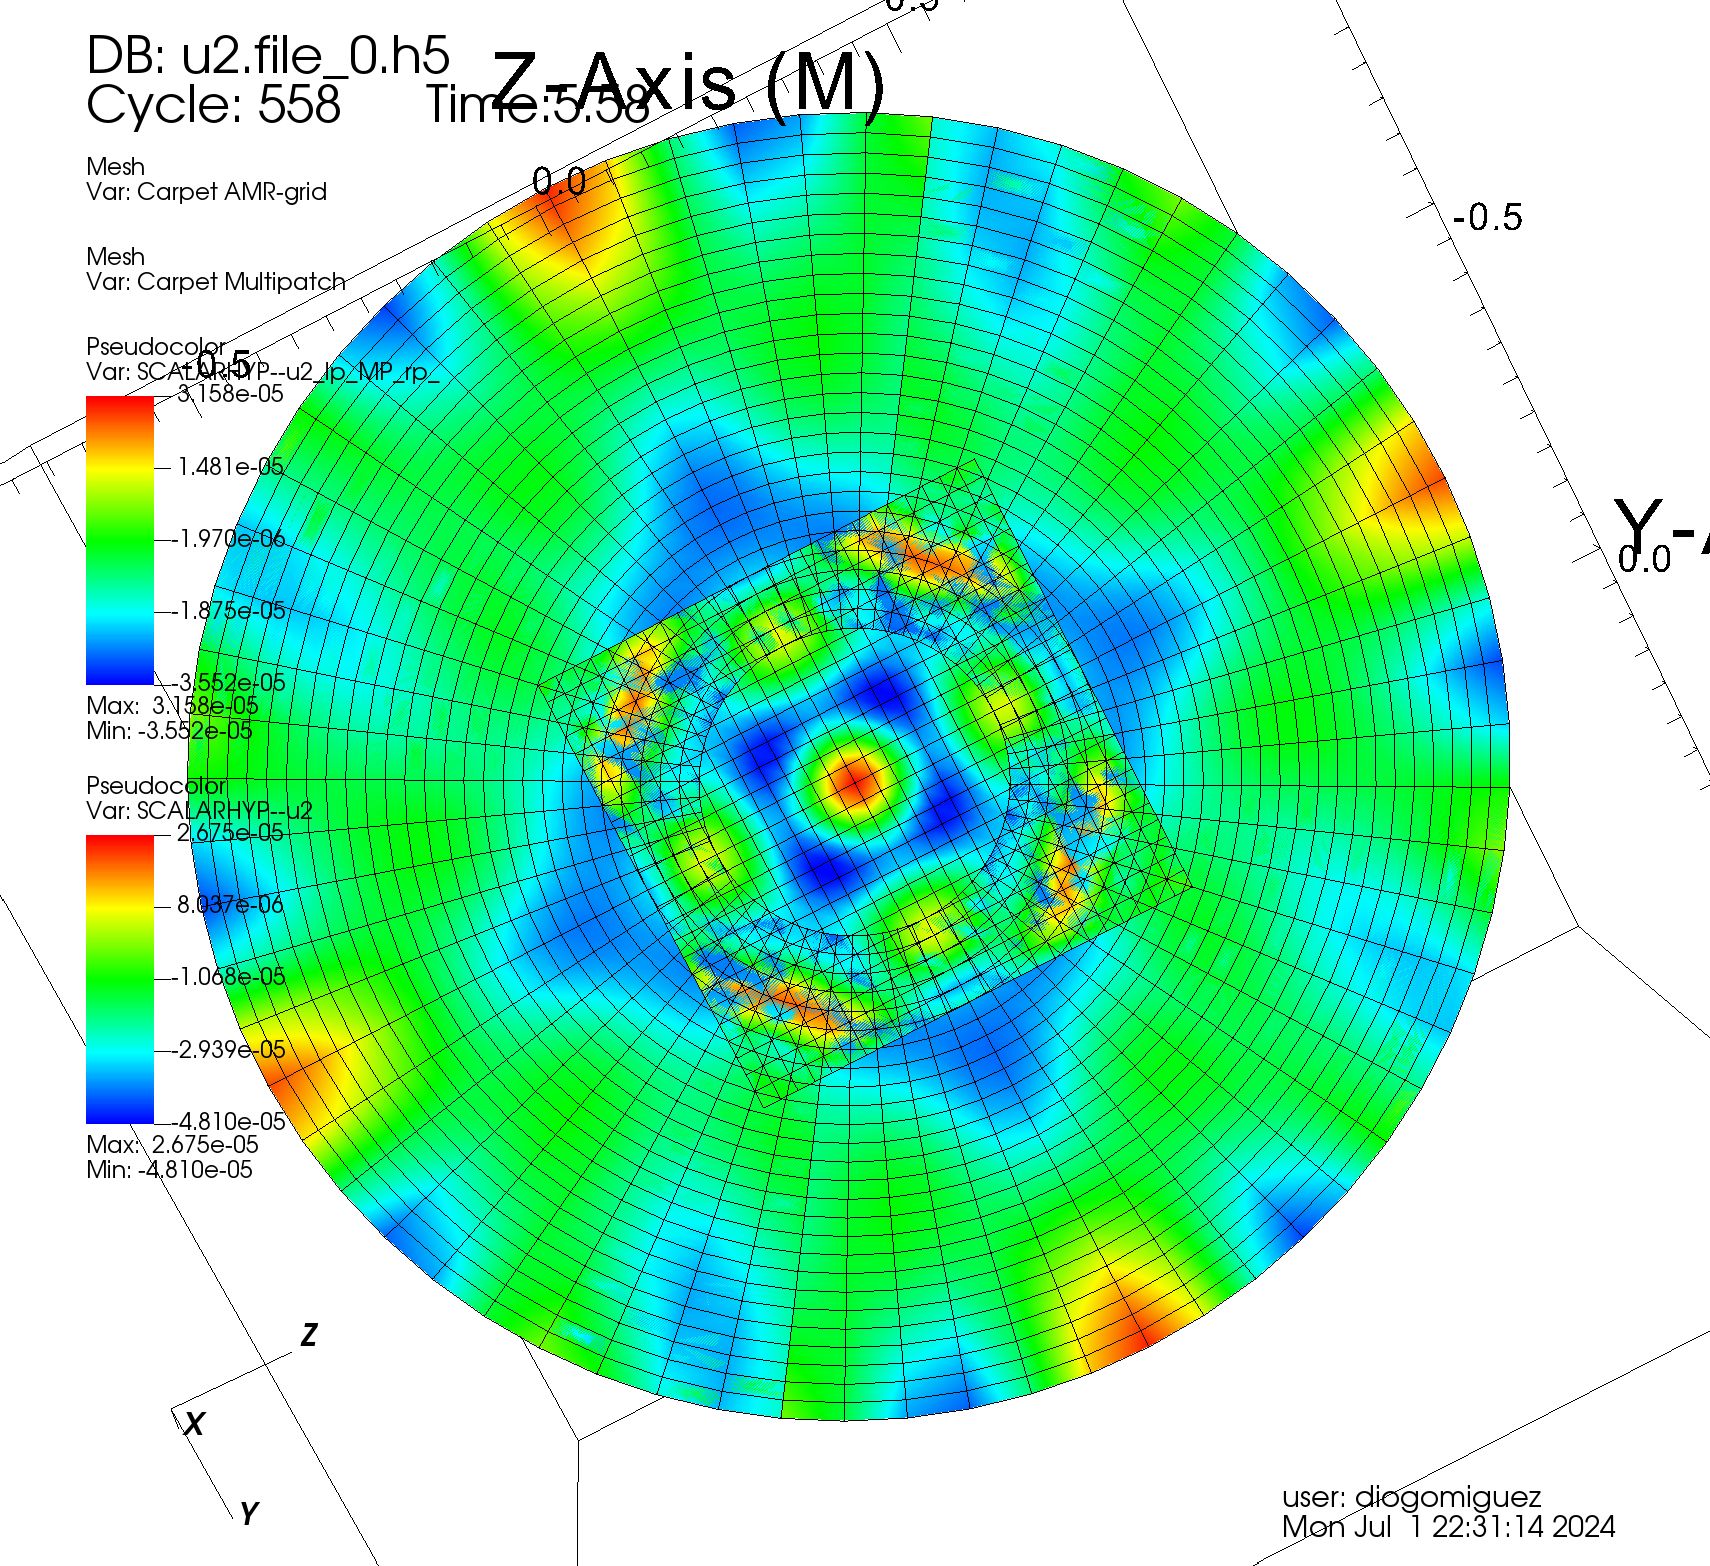 0.5
DB: u2.file_0.h5
Z-Axis (M)
Cycle: 558 Time:5.58
Mesh
Var: Carpet AMR-grid
0.0
-0.5
Mesh
Var: Carpet Multipatch
Pseudocolor
-0.5
Var: SCALARHYP--u2_lp_MP_rp_
3.158e-05
1.481e-05
-1.970e-06
-1.875e-05
-3.552e-05
Max: 3.158e-05
Min: -3.552e-05
Y-A
0.0
Pseudocolor
Var: SCALARHYP--u2
2.675e-05
8.037e-06
-1.068e-05
-2.939e-05
-4.810e-05
Max: 2.675e-05
Min: -4.810e-05
Z
X
Y
user: diogomiguez
Mon Jul 1 22:31:14 2024